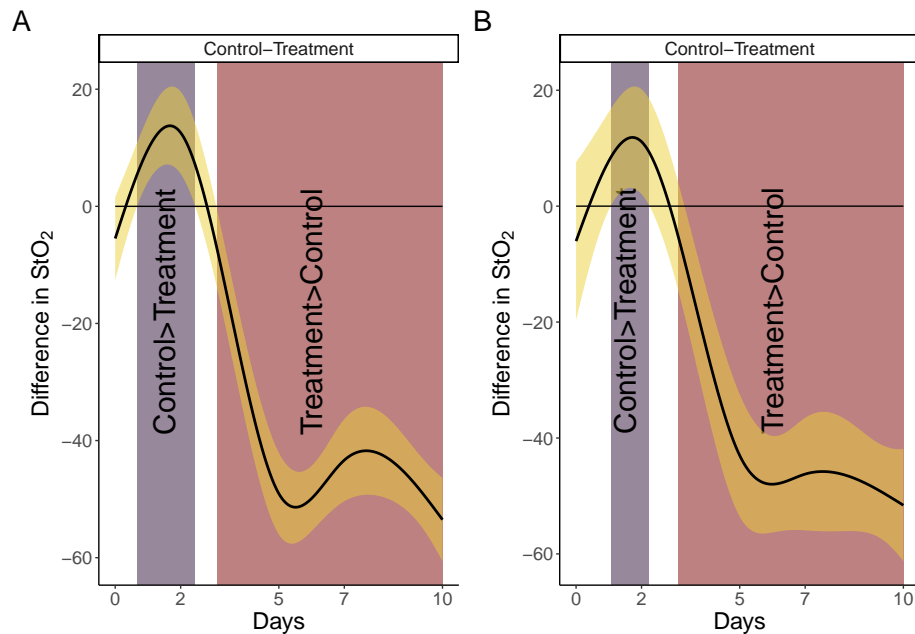 A
Control−Treatment
20
0
−20
−40
−60
Difference in StO₂
Control>Treatment
Treatment>Control
0
2
5
7
10
Days
B
Control−Treatment
20
0
−20
−40
−60
Difference in StO₂
Control>Treatment
Treatment>Control
0
2
5
7
10
Days